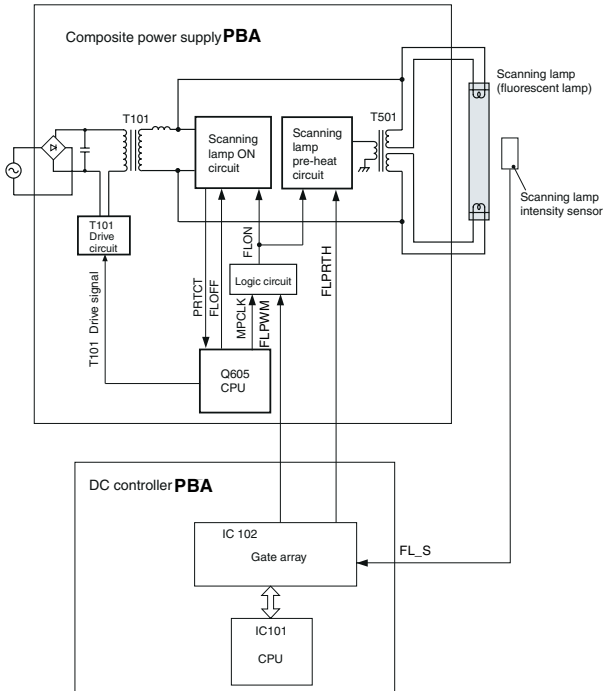 Composite power supply PBA
Scanning lamp
(fluorescent lamp)
T101
T501
Scanning
lamp ON
circuit
Scanning
lamp
pre-heat
circuit
Scanning lamp
intensity sensor
T101
Drive
circuit
FLON
Logic circuit
PRTCT
FLOFF
MPCLK
FLPWM
FLPRTH
T101 Drive signal
Q605
CPU
DC controller PBA
IC 102
Gate array
FL_S
IC101
CPU